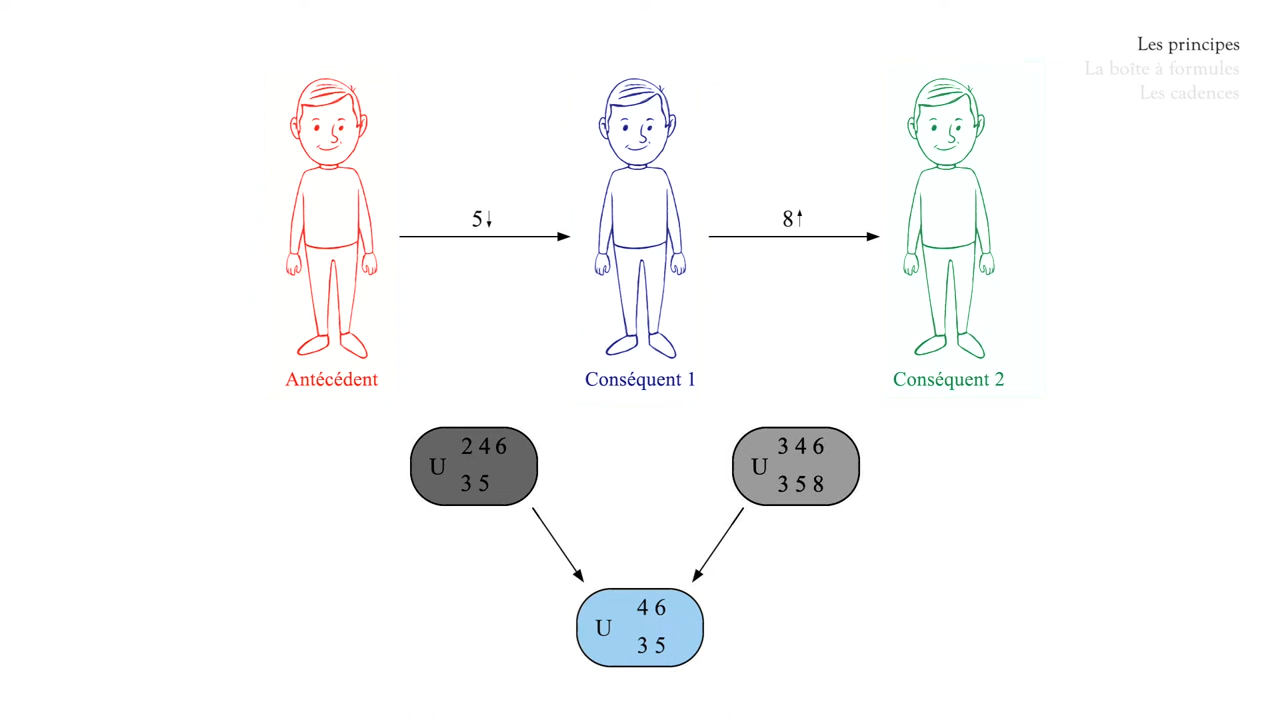 Les principes
La boîte à formules
Les cadences
5↓
8↑
Antécédent
Conséquent 1
Conséquent 2
U
2 4 6
3 5
U
3 4 6
3 5 8
U
4 6
3 5